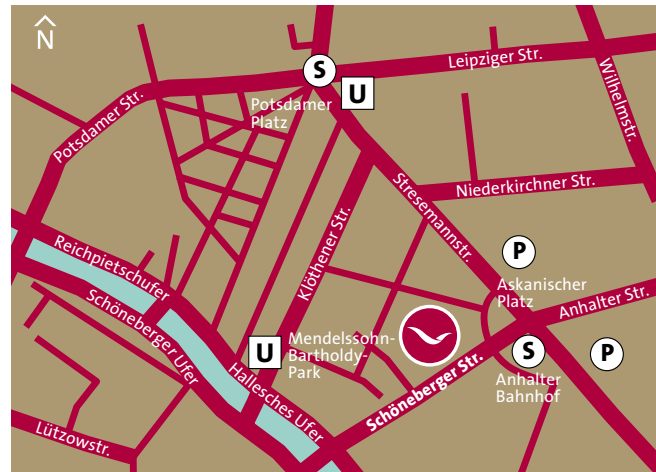 N
S
U
Potsdamer
Platz
Leipziger Str.
Wilhelmstr.
Potsdamer Str.
Niederkirchner Str.
Stresemannstr.
Klöthener Str.
P
Askanischer
Platz
Anhalter Str.
Reichpietschufer
Schöneberger Ufer
U
Mendelssohn-
Bartholdy-
Park
Hallesches Ufer
Schöneberger Str.
S
Anhalter
Bahnhof
P
Lützowstr.